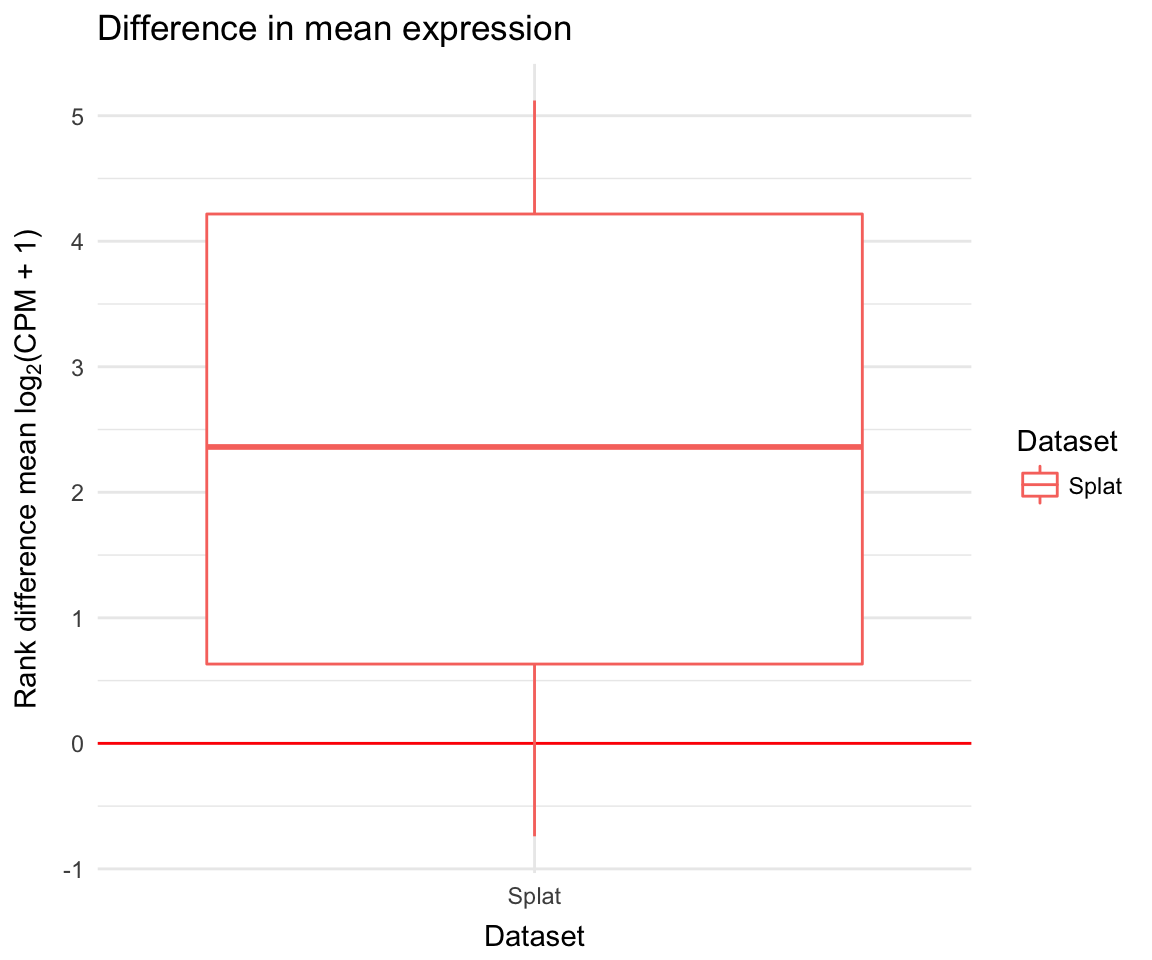 Difference in mean expression
Rank difference mean log₂(CPM + 1)
5
4
3
2
1
0
-1
Splat
Dataset
Dataset
Splat